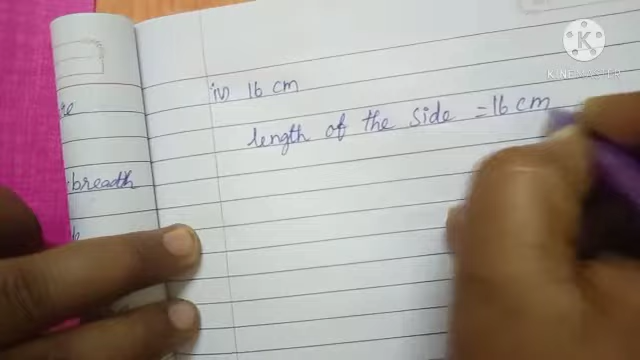 K
KINEMASTER
iv) 16 cm
length of the side = 16 cm
breadth